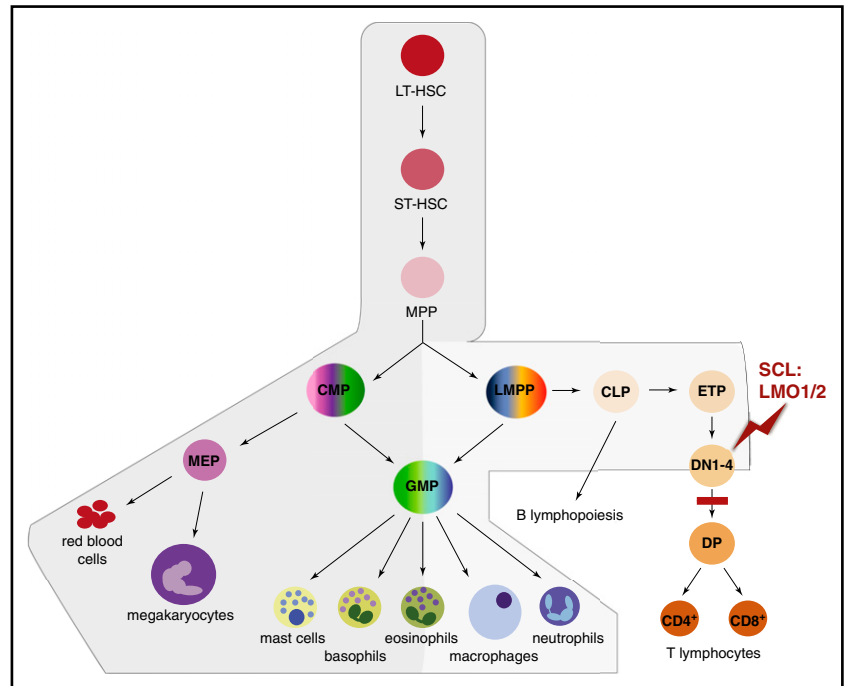 LT-HSC
ST-HSC
MPP
CMP
LMPP
CLP
ETP
SCL:
LMO1/2
MEP
GMP
DN1-4
red blood
cells
megakaryocytes
B lymphopoiesis
DP
mast cells
basophils
eosinophils
macrophages
neutrophils
CD4+
CD8+
T lymphocytes